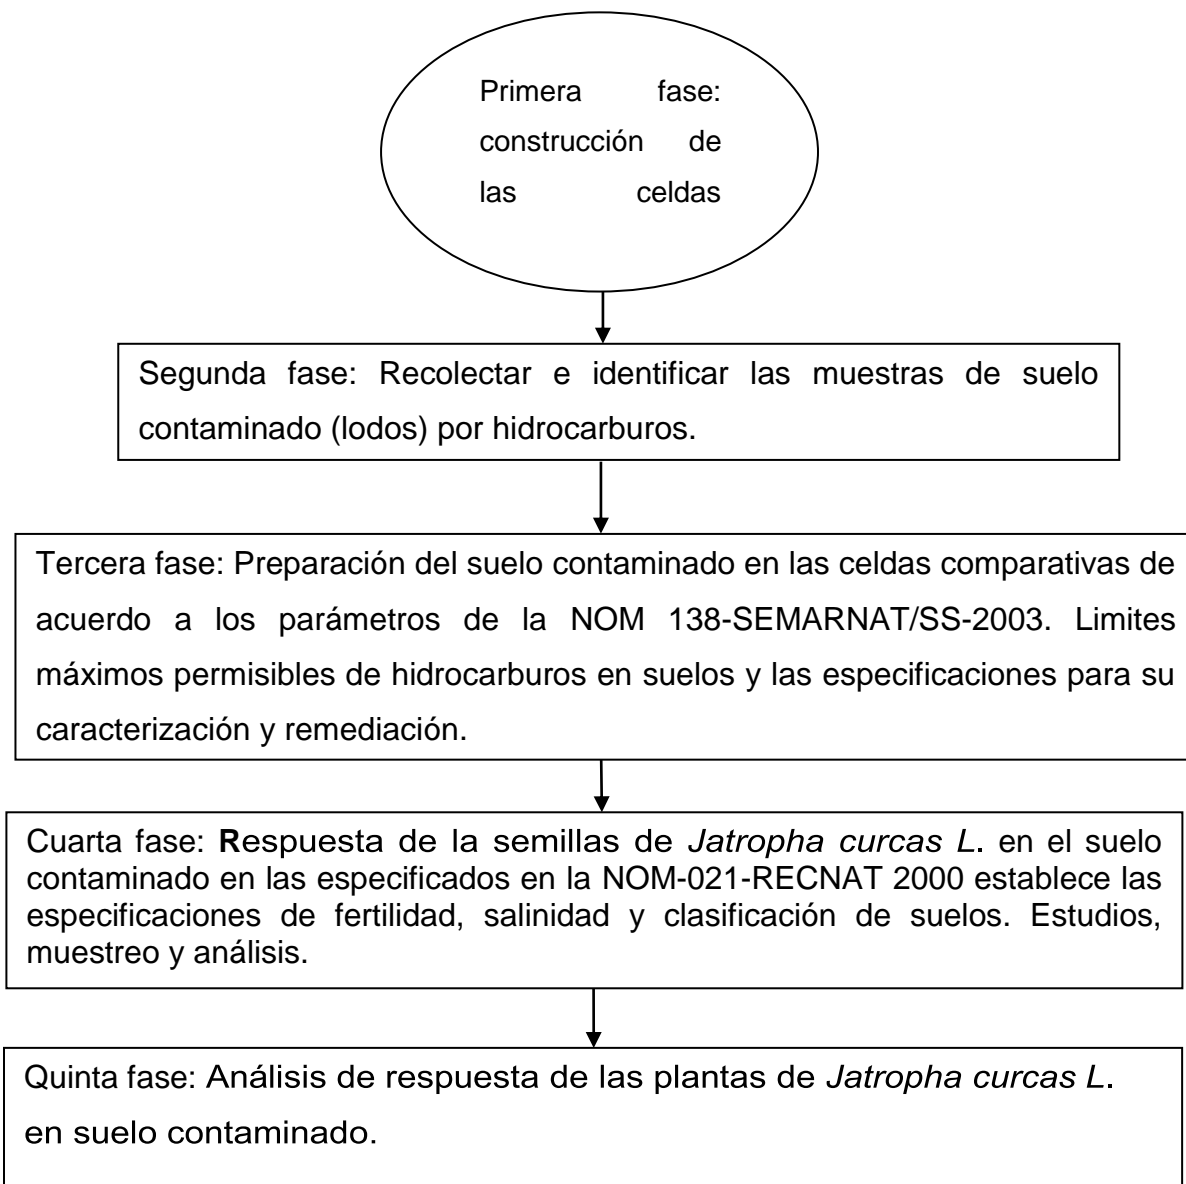 Primera fase:
construcción de
las celdas
Segunda fase: Recolectar e identificar las muestras de suelo
contaminado (lodos) por hidrocarburos.
Tercera fase: Preparación del suelo contaminado en las celdas comparativas de
acuerdo a los parámetros de la NOM 138-SEMARNAT/SS-2003. Limites
máximos permisibles de hidrocarburos en suelos y las especificaciones para su
caracterización y remediación.
Cuarta fase: Respuesta de la semillas de Jatropha curcas L. en el suelo
contaminado en las especificados en la NOM-021-RECNAT 2000 establece las
especificaciones de fertilidad, salinidad y clasificación de suelos. Estudios,
muestreo y análisis.
Quinta fase: Análisis de respuesta de las plantas de Jatropha curcas L.
en suelo contaminado.